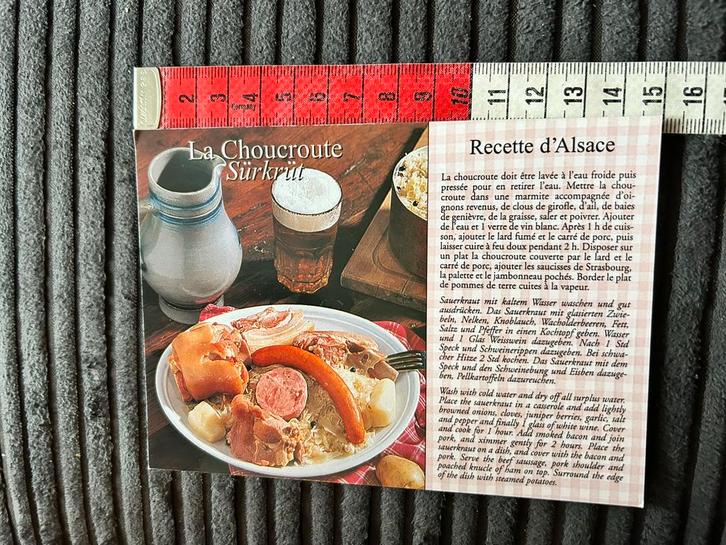 2 3 4 5 6 7 8 9 10 11 12 13 14 15 16
Germany
La Choucroute
Sürkrüt
Recette d'Alsace
La choucroute doit être lavée à l'eau froide puis
pressée pour en retirer l'eau. Mettre la chou-
croute dans une marmite accompagnée d'oi-
gnons revenus, de clous de girofle, d'ail, de baies
de genièvre, de la graisse, saler et poivrer. Ajouter
de l'eau et 1 verre de vin blanc. Après 1 h de cuis-
son, ajouter le lard fumé et le carré de porc, puis
laisser cuire à feu doux pendant 2 h. Disposer sur
un plat la choucroute couverte par le lard et le
carré de porc, ajouter les saucisses de Strasbourg,
la palette et le jambonneau pochés. Border le plat
de pommes de terre cuites à la vapeur.
Sauerkraut mit kaltem Wasser waschen und gut
ausdrücken. Das Sauerkraut mit glasierten Zwie-
beln, Nelken, Knoblauch, Wacholderbeeren, Fett,
Saltz und Pfeffer in einen Kochtopf geben. Wasser
und 1 Glas Weisswein dazugeben. Nach 1 Std
Speck und Schweinerippen dazugeben. Bei schwa-
cher Hitze 2 Std kochen. Das Sauerkraut mit dem
Speck und den Schweinebung und Eisben dazuge-
ben, Pellkartoffeln dazureuchen.
Wash with cold water and dry off all surplus water.
Place the sauerkraut in a casserole and add lightly
browned onions, cloves, juniper berries, garlic, salt
and pepper and finally 1 glass of white wine. Cover
and cook for 1 hour. Add smoked bacon and join
pork, and ximmer gently for 2 hours. Place the
sauerkraut on a dish, and cover with the bacon and
pork. Serve the beef sausage, pork shoulder and
poached knucle of ham on top. Surround the edge
of the dish with steamed potatoes.